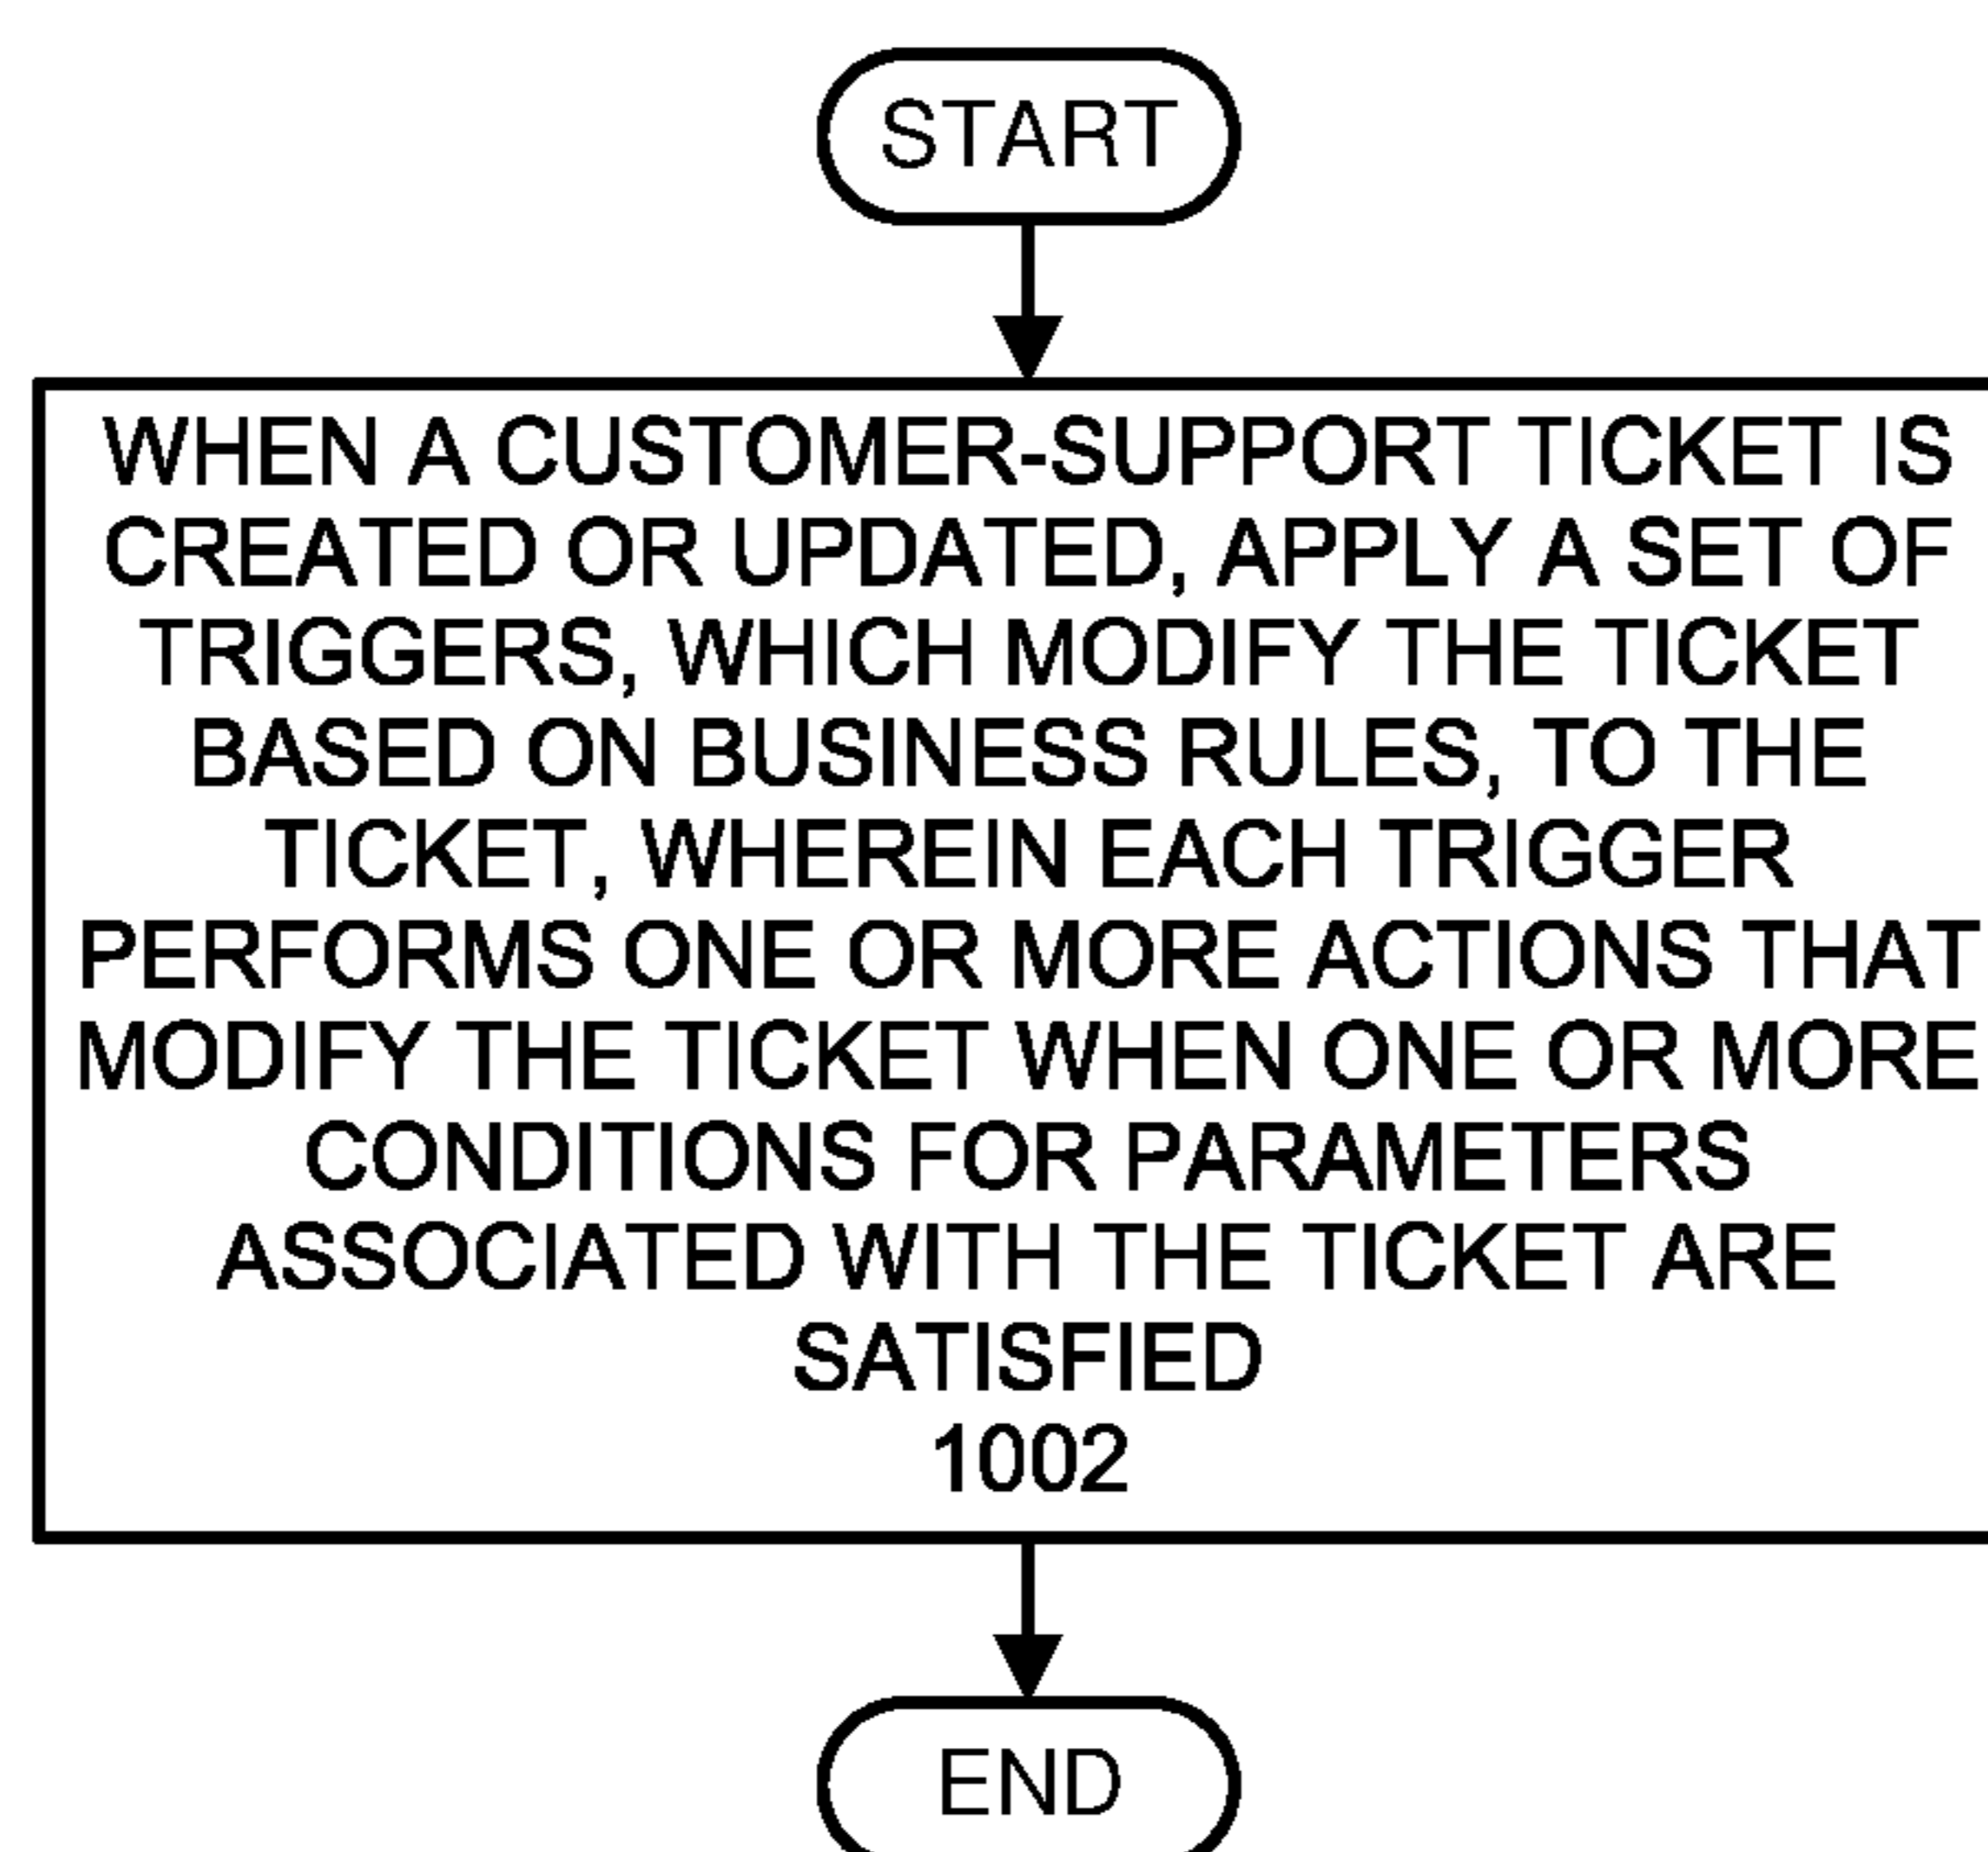 START
WHEN A CUSTOMER-SUPPORT TICKET IS
CREATED OR UPDATED, APPLY A SET OF
TRIGGERS, WHICH MODIFY THE TICKET
BASED ON BUSINESS RULES, TO THE
TICKET, WHEREIN EACH TRIGGER
PERFORMS ONE OR MORE ACTIONS THAT
MODIFY THE TICKET WHEN ONE OR MORE
CONDITIONS FOR PARAMETERS
ASSOCIATED WITH THE TICKET ARE
SATISFIED
1002
END